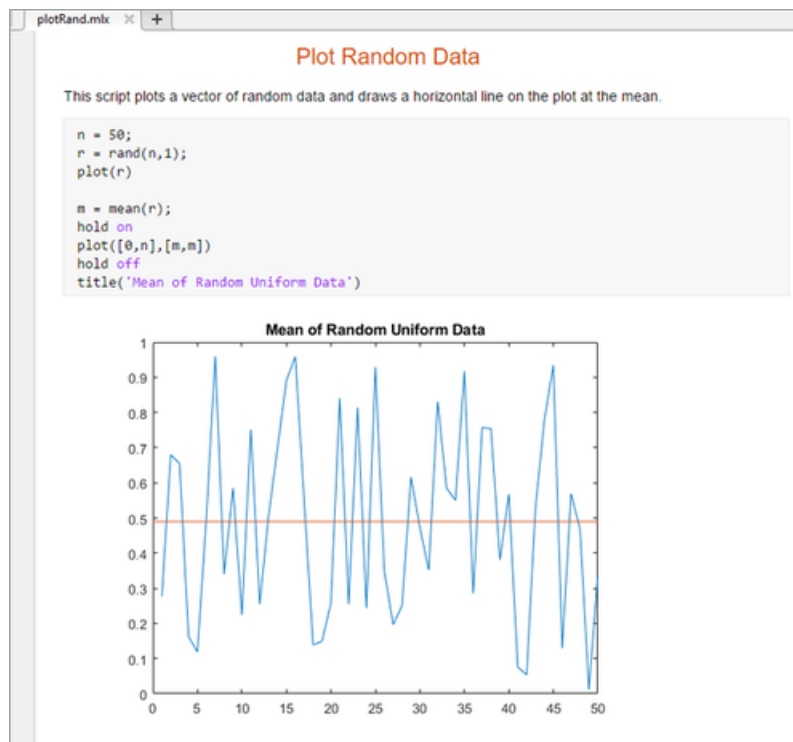 plotRand.mlx
Plot Random Data
This script plots a vector of random data and draws a horizontal line on the plot at the mean.
n = 50;
r = rand(n,1);
plot(r)
m = mean(r);
hold on
plot([0,n],[m,m])
hold off
title('Mean of Random Uniform Data')
Mean of Random Uniform Data
1
0.9
0.8
0.7
0.6
0.5
0.4
0.3
0.2
0.1
0
0 5 10 15 20 25 30 35 40 45 50